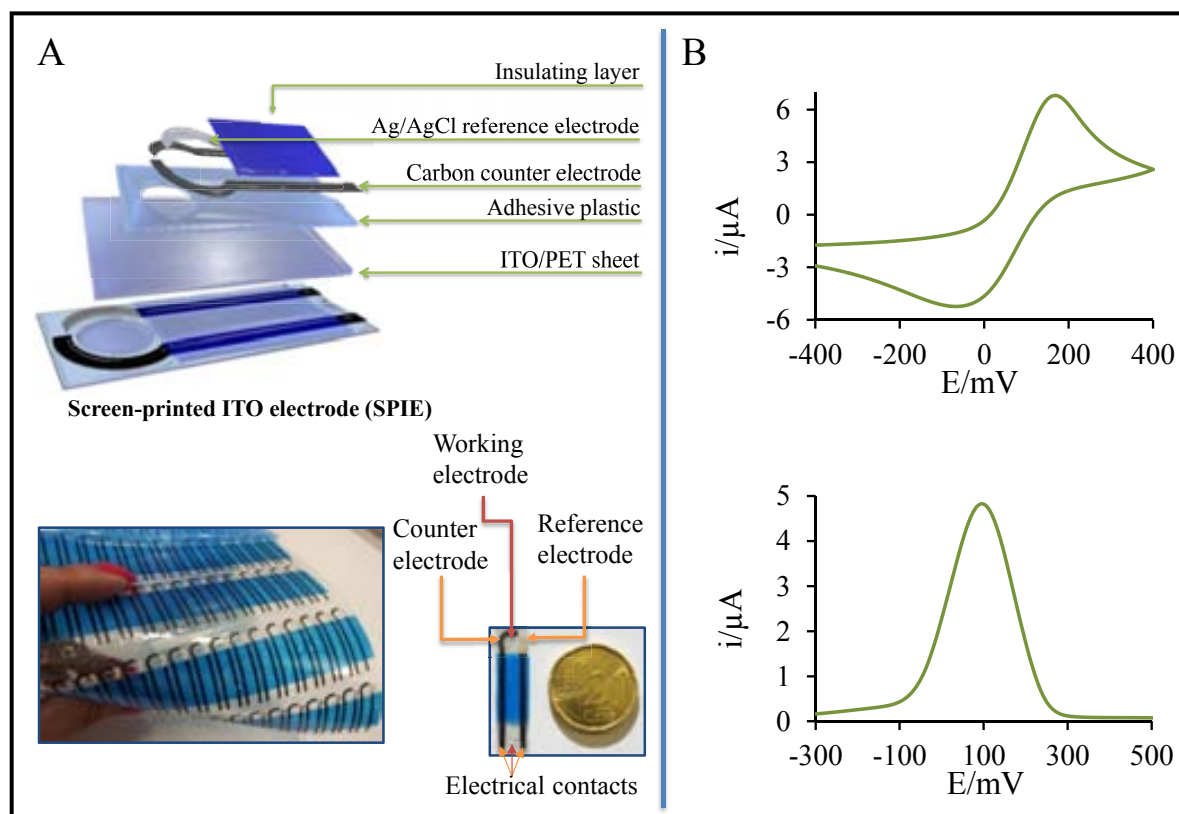 A
Insulating layer
Ag/AgCl reference electrode
Carbon counter electrode
Adhesive plastic
ITO/PET sheet
Screen-printed ITO electrode (SPIE)
Working
electrode
Counter
electrode
Reference
electrode
Electrical contacts
B
6
3
0
-3
-6
i/μA
-400 -200 0 200 400
E/mV
5
4
3
2
1
0
i/μA
-300 -100 100 300 500
E/mV